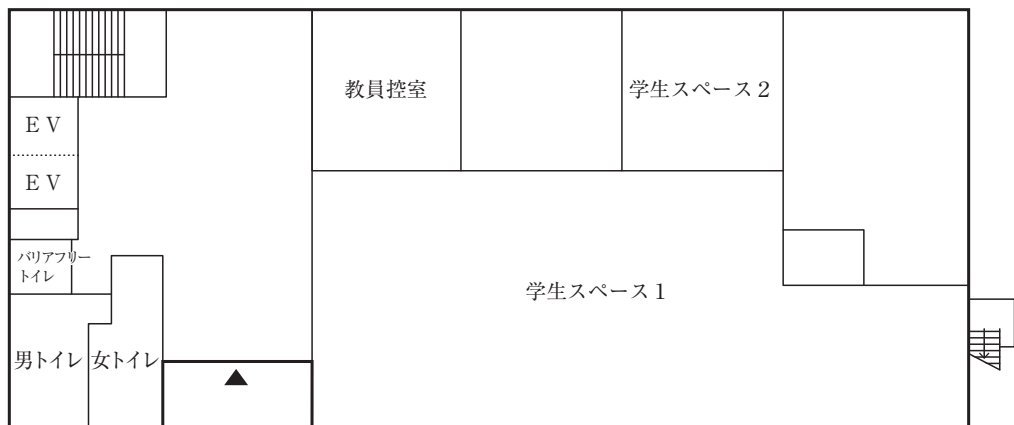 教員控室
学生スペース２
ＥＶ
ＥＶ
バリアフリー
トイレ
学生スペース１
男トイレ
女トイレ